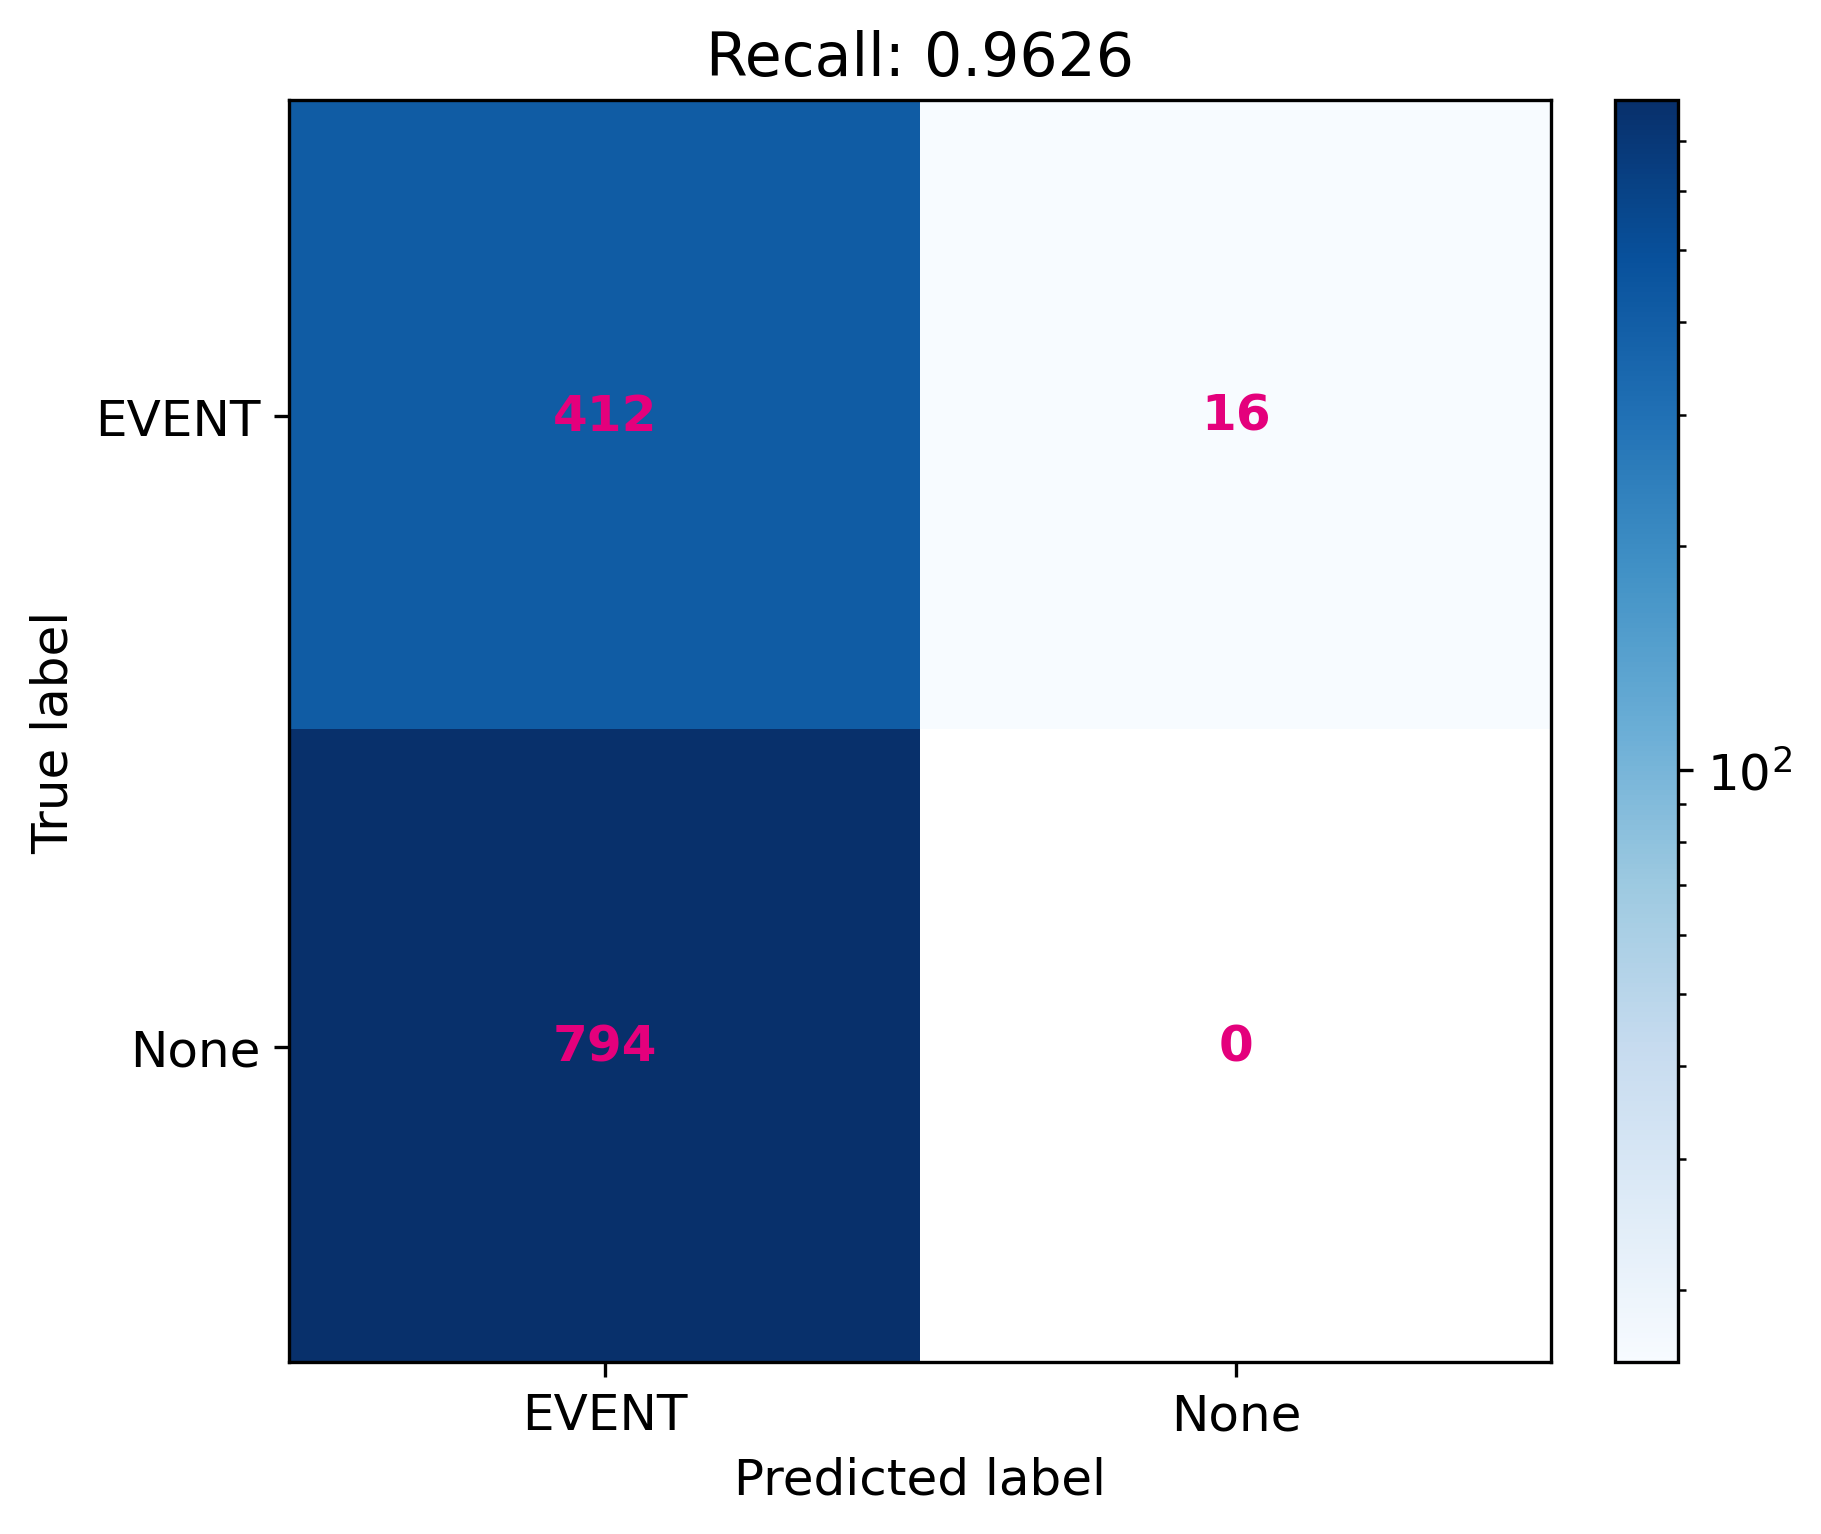 Recall: 0.9626
EVENT
412
16
True label
10²
None
794
0
EVENT
None
Predicted label